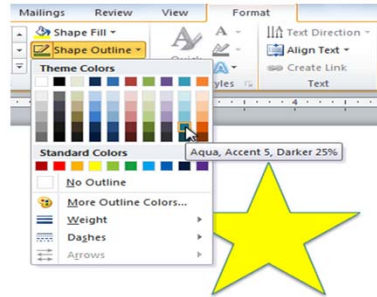 Mailings Review View Format
Shape Fill
Shape Outline
Text Direction
Align Text
Create Link
Text
Theme Colors
4
Aqua, Accent 5, Darker 25%
Standard Colors
No Outline
More Outline Colors...
Weight
Dashes
Arrows